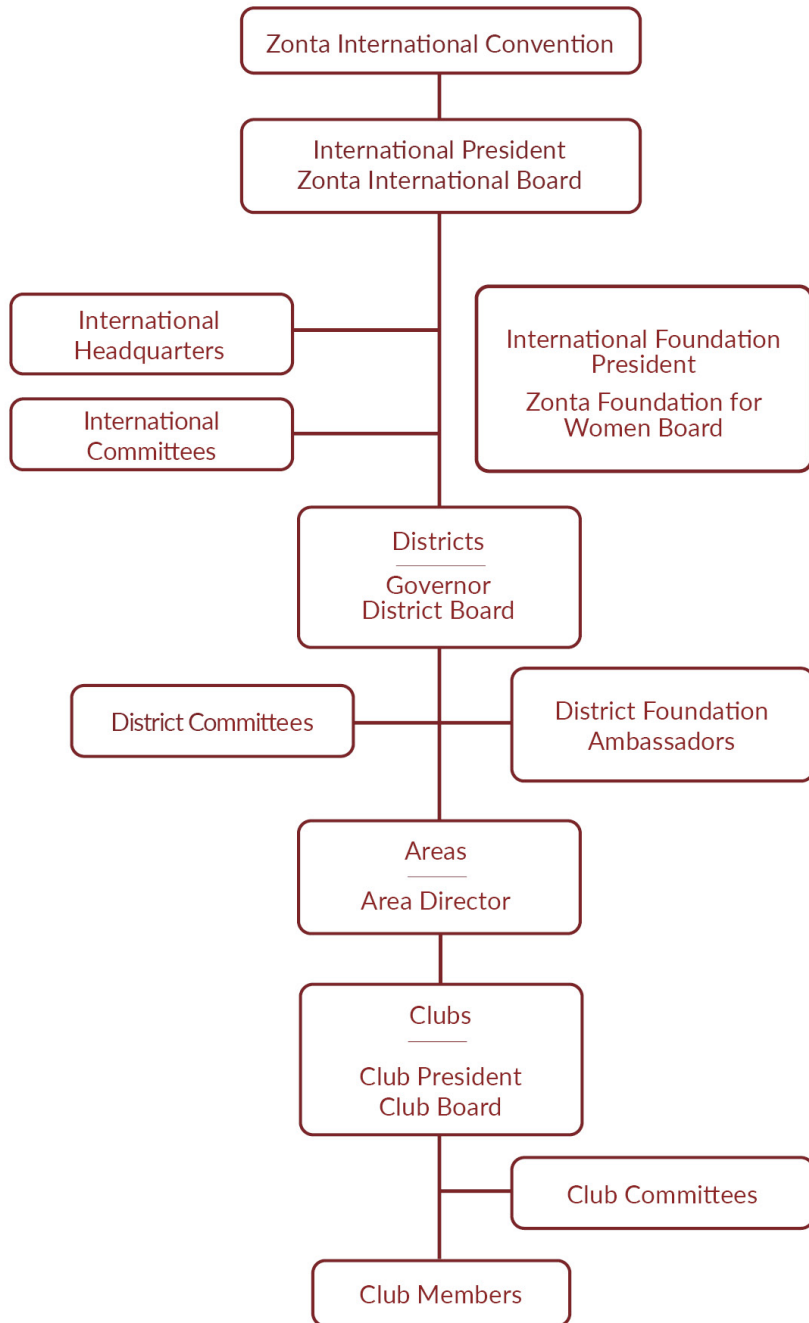 Zonta International Convention
International President
Zonta International Board
International
Headquarters
International Foundation
President
Zonta Foundation for
Women Board
International
Committees
Districts
Governor
District Board
District Committees
District Foundation
Ambassadors
Areas
Area Director
Clubs
Club President
Club Board
Club Committees
Club Members